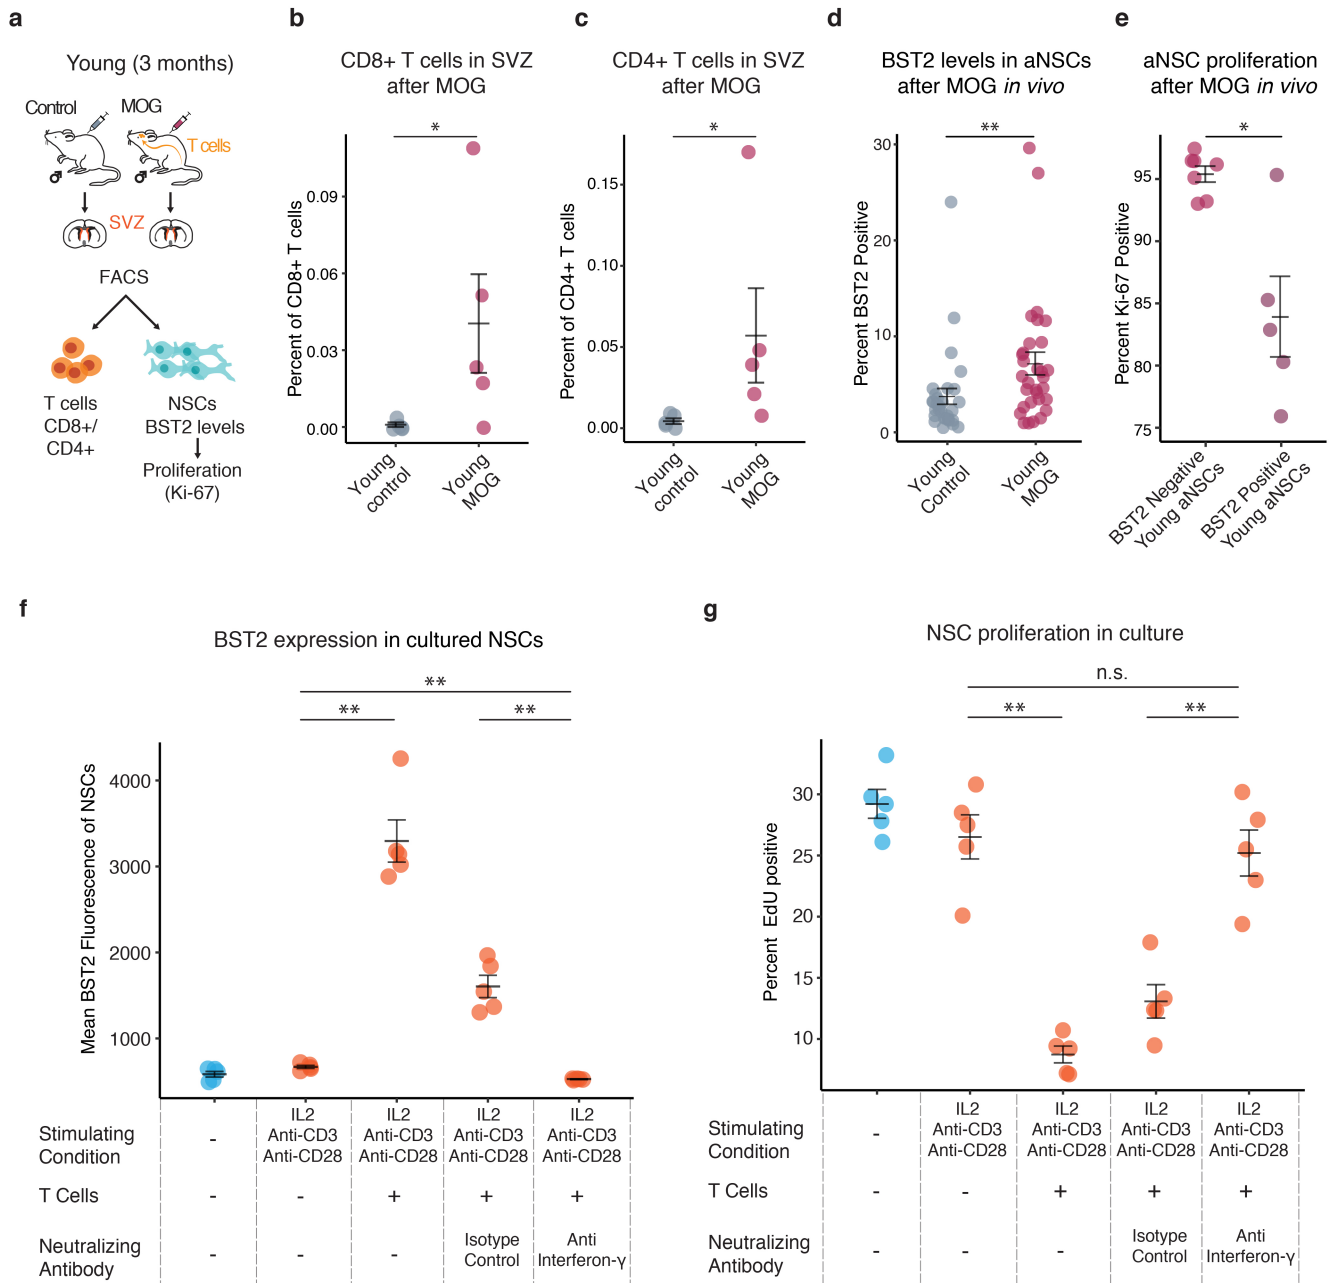 a
Young (3 months)
Control
MOG
T cells
SVZ
FACS
T cells
CD8+/
CD4+
NSCs
BST2 levels
Proliferation
(Ki-67)
b
CD8+ T cells in SVZ
after MOG
*
Percent of CD8+ T cells
0.09
0.06
0.03
0.00
Young
control
Young
MOG
c
CD4+ T cells in SVZ
after MOG
*
Percent of CD4+ T cells
0.15
0.10
0.05
0.00
Young
control
Young
MOG
d
BST2 levels in aNSCs
after MOG in vivo
**
Percent BST2 Positive
30
20
10
0
Young
Control
Young
MOG
e
aNSC proliferation
after MOG in vivo
*
Percent Ki-67 Positive
95
90
85
80
75
BST2 Negative
Young aNSCs
BST2 Positive
Young aNSCs
f
BST2 expression in cultured NSCs
**
** **
Mean BST2 Fluorescence of NSCs
4000
3000
2000
1000
Stimulating
Condition
-
IL2
Anti-CD3
Anti-CD28
IL2
Anti-CD3
Anti-CD28
IL2
Anti-CD3
Anti-CD28
IL2
Anti-CD3
Anti-CD28
T Cells - - + + +
Neutralizing
Antibody
- - -
Isotype
Control
Anti
Interferon-γ
g
NSC proliferation in culture
n.s.
** **
Percent EdU positive
30
25
20
15
10
Stimulating
Condition
-
IL2
Anti-CD3
Anti-CD28
IL2
Anti-CD3
Anti-CD28
IL2
Anti-CD3
Anti-CD28
IL2
Anti-CD3
Anti-CD28
T Cells - - + + +
Neutralizing
Antibody
- - -
Isotype
Control
Anti
Interferon-γ